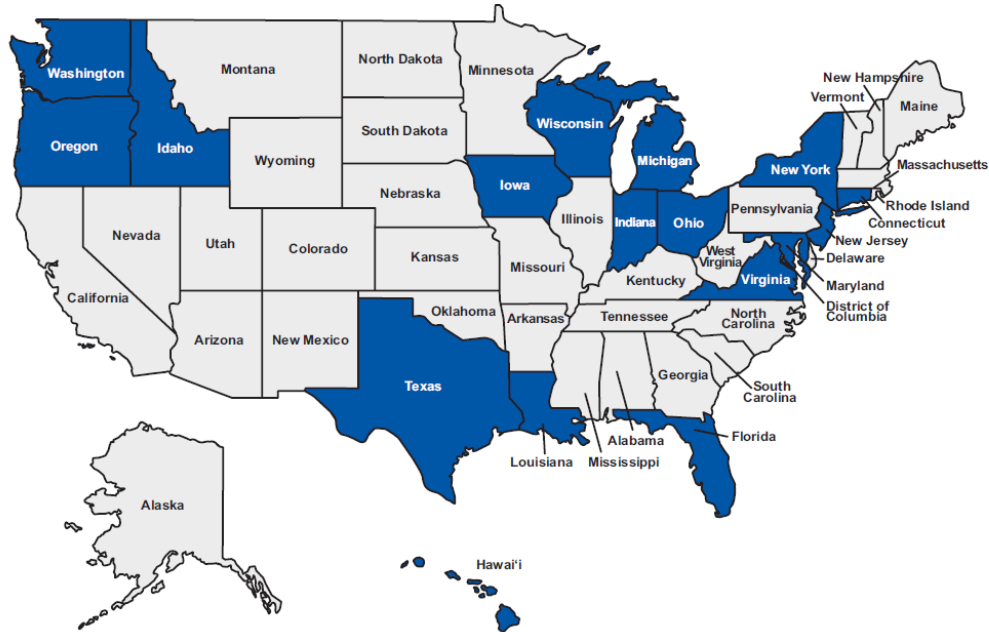 New Hampshire
Vermont
Maine
Washington
Montana
North Dakota
Minnesota
Oregon
Idaho
South Dakota
Wisconsin
Michigan
New York
Massachusetts
Wyoming
Iowa
Nebraska
Rhode Island
Connecticut
Pennsylvania
Illinois
Indiana
Ohio
New Jersey
Nevada
Utah
Colorado
Kansas
Missouri
West
Virginia
Delaware
Kentucky
Virginia
Maryland
District of
Columbia
California
Oklahoma
Arkansas
Tennessee
North
Carolina
Arizona
New Mexico
Texas
Georgia
South
Carolina
Florida
Alabama
Louisiana
Mississippi
Alaska
Hawai‘i